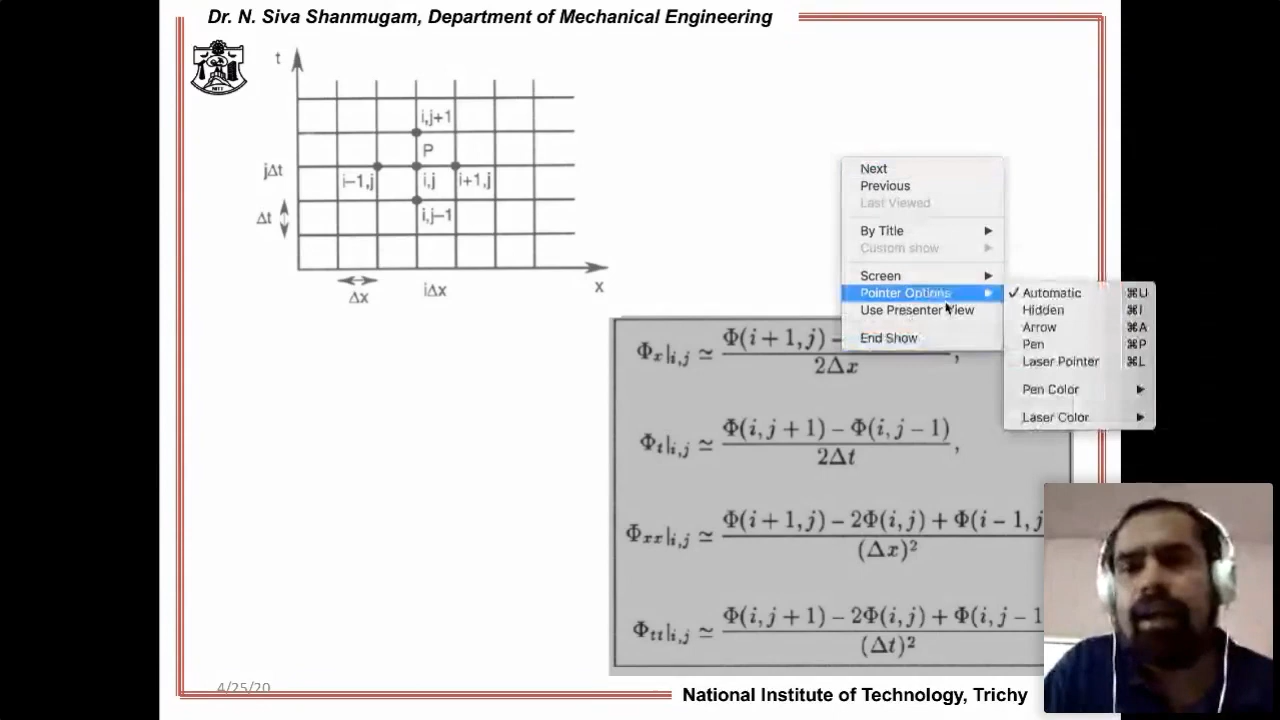 Dr. N. Siva Shanmugam, Department of Mechanical Engineering
t
i,j+1
P
jΔt
i−1,j
i,j
i+1,j
Δt
i,j−1
Δx
iΔx
x
Next
Previous
Last Viewed
By Title
Custom show
Screen
Pointer Options
Use Presenter View
End Show
✓ Automatic ⌘U
Hidden ⌘I
Arrow ⌘A
Pen ⌘P
Laser Pointer ⌘L
Pen Color
Laser Color
Φx|i,j ≃ Φ(i+1,j) − / 2Δx ,
Φt|i,j ≃ Φ(i,j+1) − Φ(i,j−1) / 2Δt ,
Φxx|i,j ≃ Φ(i+1,j) − 2Φ(i,j) + Φ(i−1,j / (Δx)²
Φtt|i,j ≃ Φ(i,j+1) − 2Φ(i,j) + Φ(i,j−1 / (Δt)²
4/25/20
National Institute of Technology, Trichy